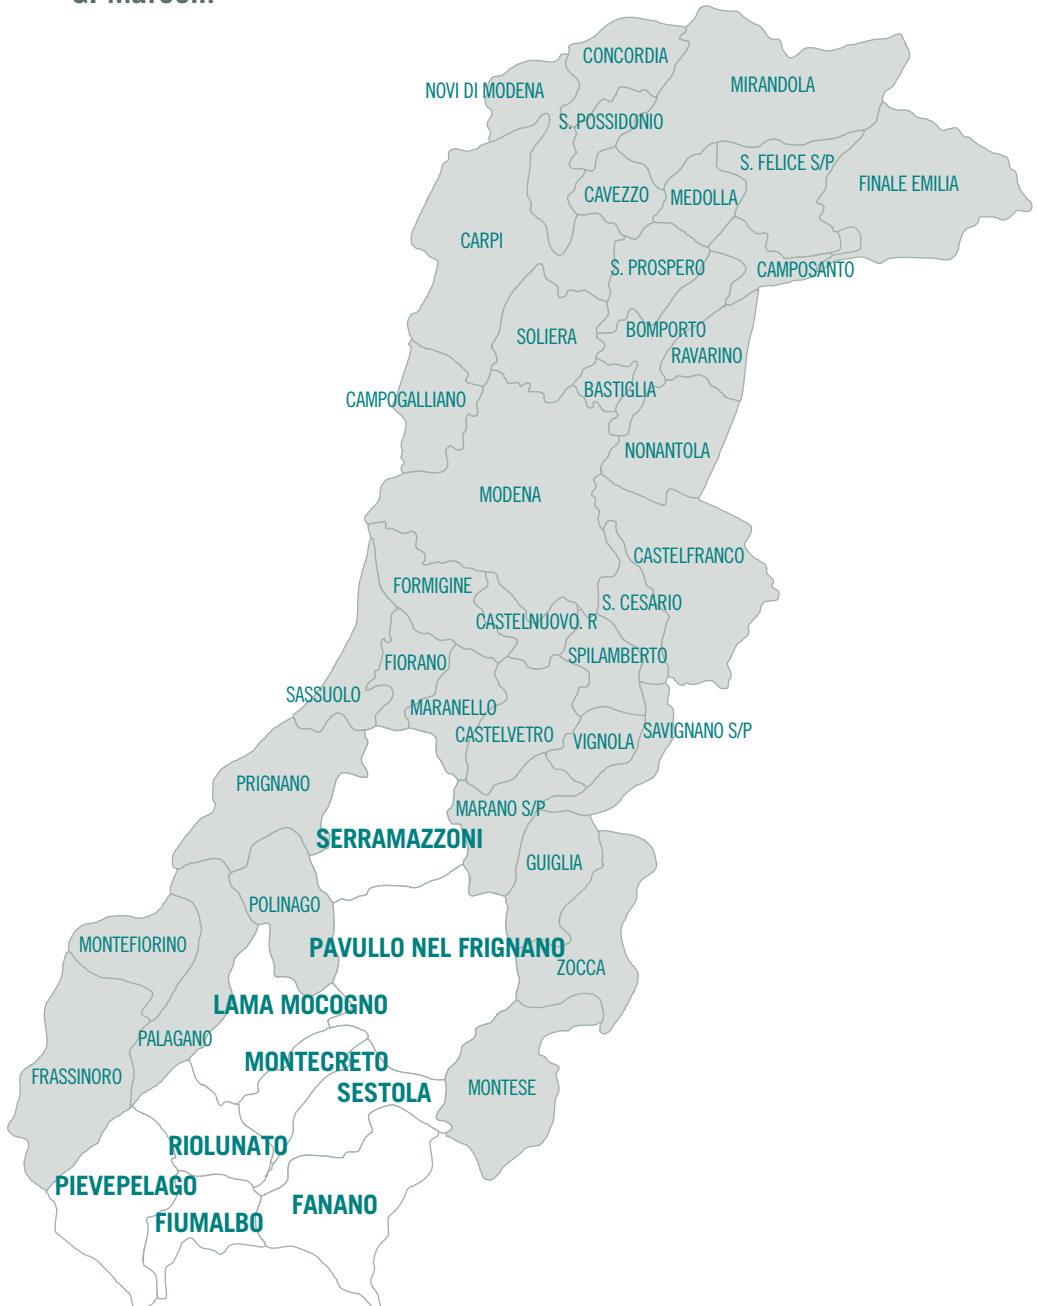 CONCORDIA
MIRANDOLA
NOVI DI MODENA
S. POSSIDONIO
S. FELICE S/P
FINALE EMILIA
CAVEZZO
MEDOLLA
CARPI
S. PROSPERO
CAMPOSANTO
SOLIERA
BOMPORTO
RAVARINO
BASTIGLIA
CAMPOGALLIANO
NONANTOLA
MODENA
CASTELFRANCO
FORMIGINE
S. CESARIO
CASTELNUOVO. R
SPILAMBERTO
FIORANO
SASSUOLO
MARANELLO
CASTELVETRO
VIGNOLA
SAVIGNANO S/P
PRIGNANO
MARANO S/P
SERRAMAZZONI
GUIGLIA
POLINAGO
MONTEFIORINO
PAVULLO NEL FRIGNANO
ZOCCA
LAMA MOCOGNO
PALAGANO
MONTECRETO
FRASSINORO
SESTOLA
MONTESE
RIOLUNATO
PIEVEPELAGO
FANANO
FIUMALBO